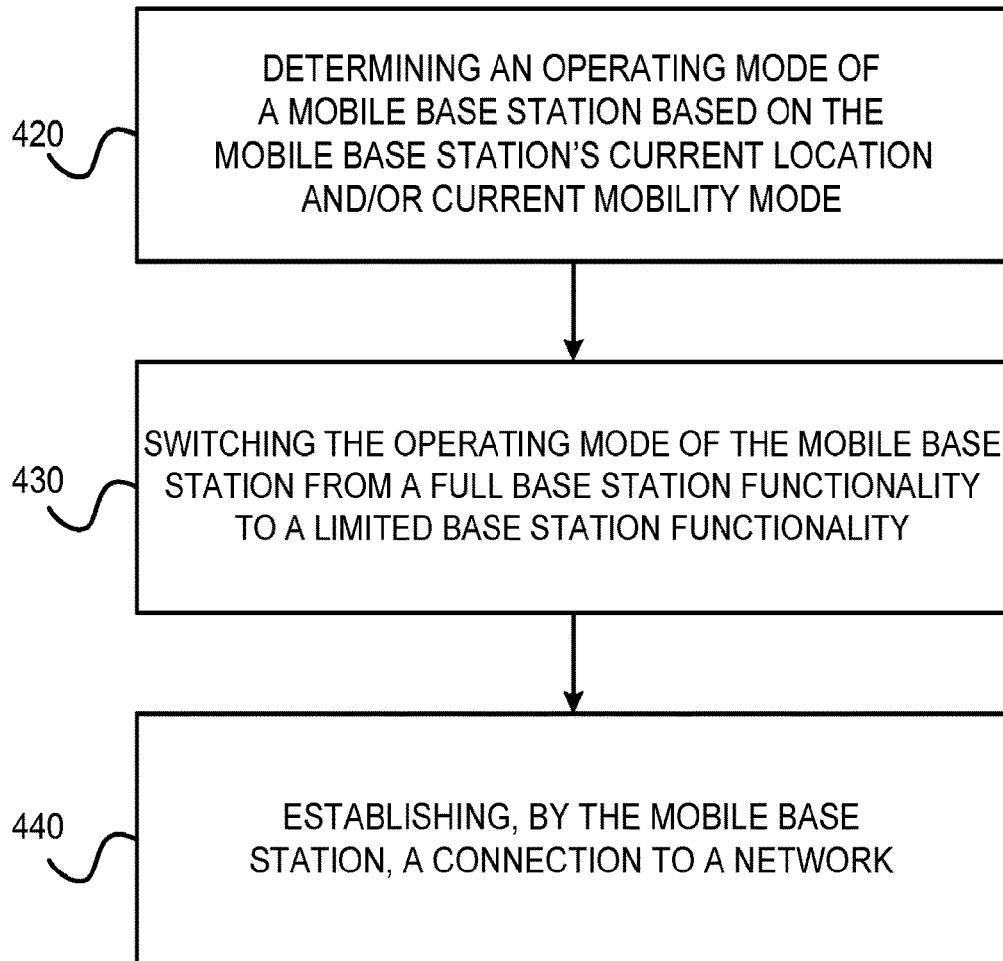 DETERMINING AN OPERATING MODE OF
A MOBILE BASE STATION BASED ON THE
MOBILE BASE STATION'S CURRENT LOCATION
AND/OR CURRENT MOBILITY MODE
420
SWITCHING THE OPERATING MODE OF THE MOBILE BASE
STATION FROM A FULL BASE STATION FUNCTIONALITY
TO A LIMITED BASE STATION FUNCTIONALITY
430
ESTABLISHING, BY THE MOBILE BASE
STATION, A CONNECTION TO A NETWORK
440